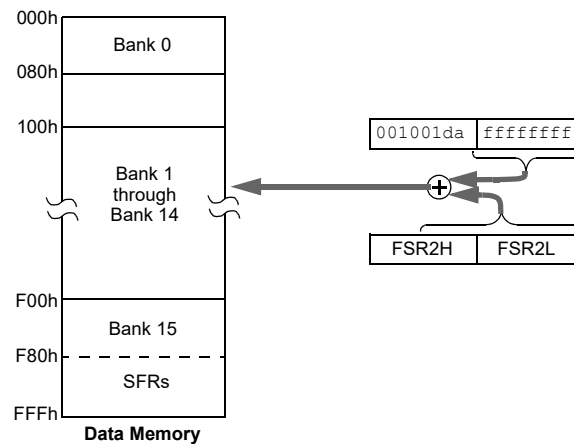 000h
Bank 0
080h
100h
001001da ffffffff
Bank 1
through
Bank 14
FSR2H FSR2L
F00h
Bank 15
F80h
SFRs
FFFh
Data Memory